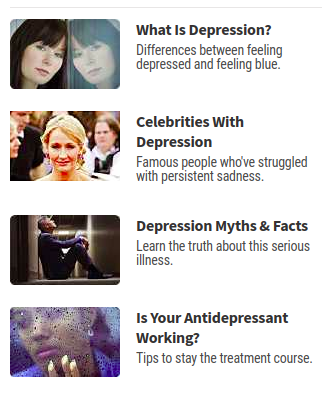 What Is Depression?
Differences between feeling
depressed and feeling blue.
Celebrities With
Depression
Famous people who've struggled
with persistent sadness.
Depression Myths & Facts
Learn the truth about this serious
illness.
Is Your Antidepressant
Working?
Tips to stay the treatment course.